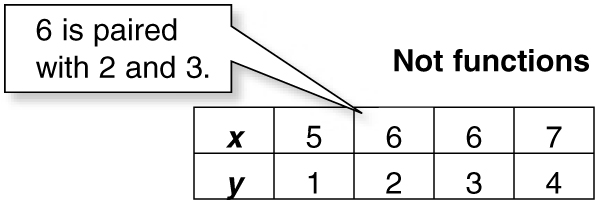 6 is paired
with 2 and 3.
Not functions
x 5 6 6 7
y 1 2 3 4